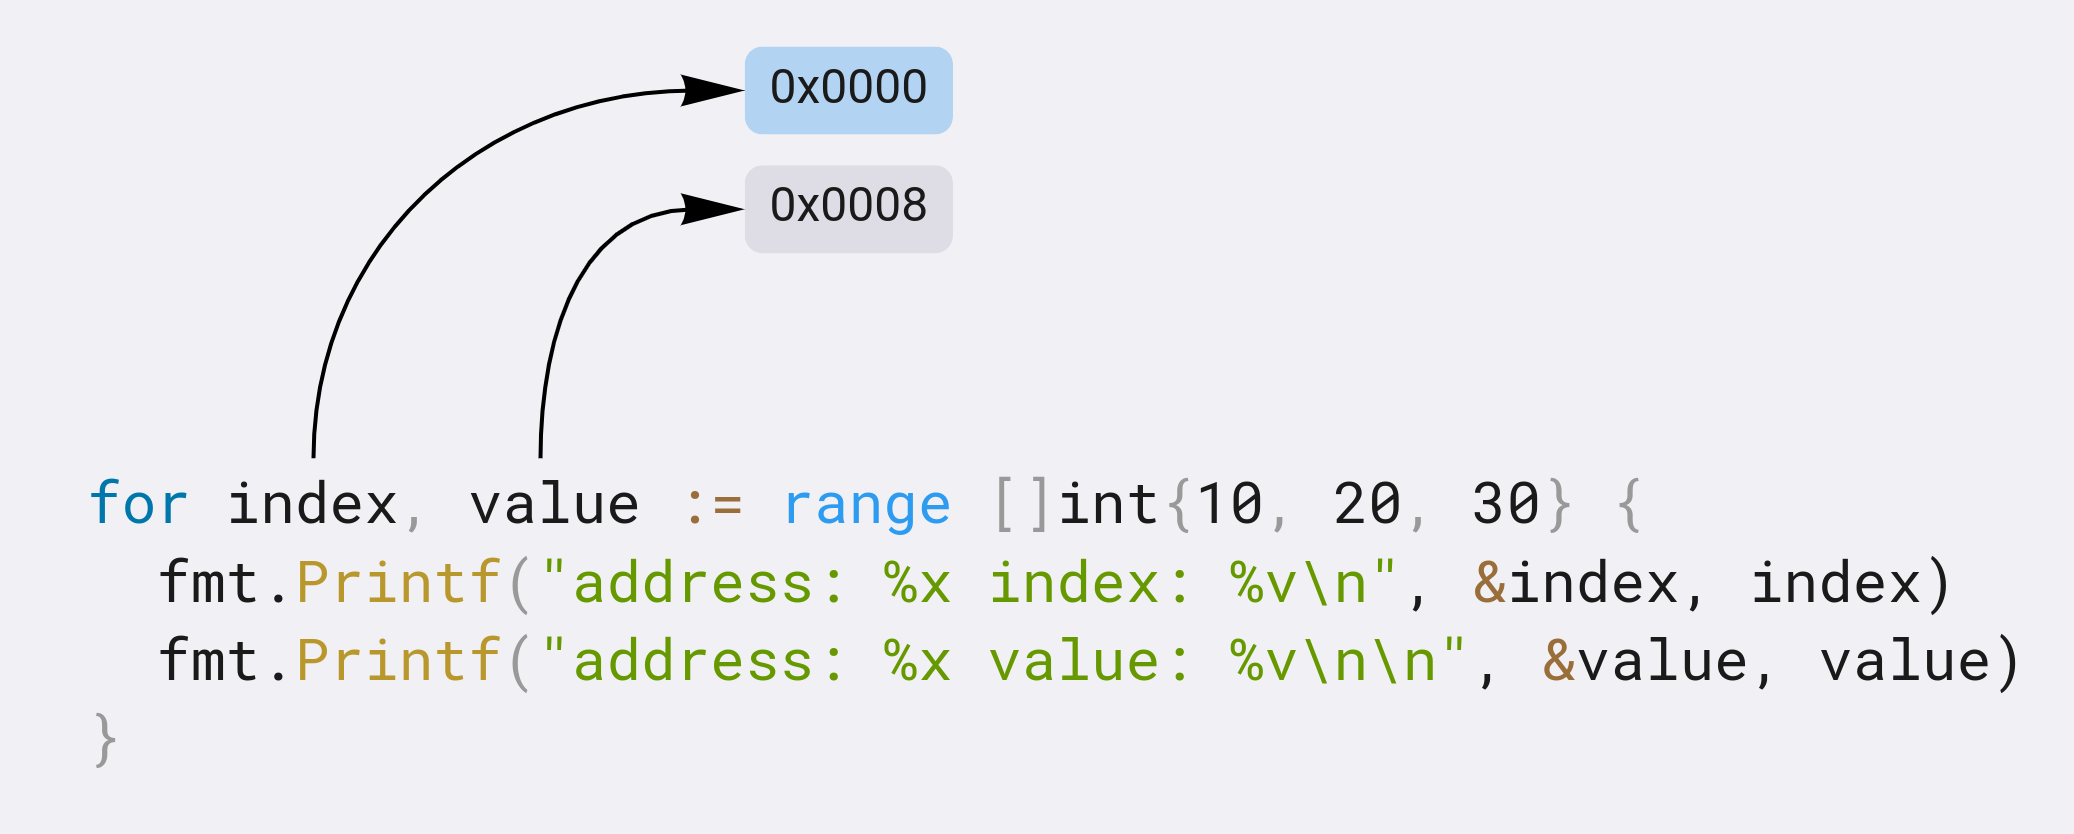 0x0000
0x0008
for index, value := range []int{10, 20, 30} {
  fmt.Printf("address: %x index: %v\n", &index, index)
  fmt.Printf("address: %x value: %v\n\n", &value, value)
}